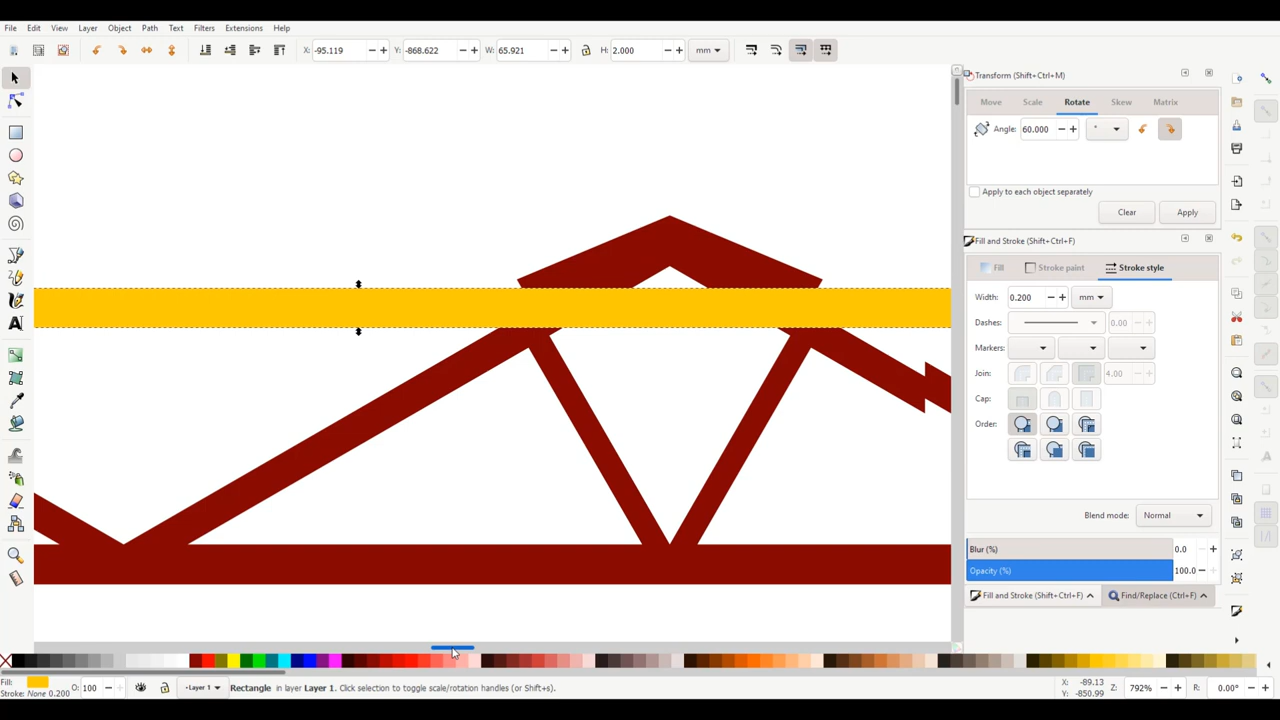 File Edit View Layer Object Path Text Filters Extensions Help
X: -95.119 Y: -868.622 W: 65.921 H: 2.000 mm
Transform (Shift+Ctrl+M)
Move Scale Rotate Skew Matrix
Angle: 60.000 °
Apply to each object separately
Clear Apply
Fill and Stroke (Shift+Ctrl+F)
Fill Stroke paint Stroke style
Width: 0.200 mm
Dashes: 0.00
Markers:
Join: 4.00
Cap:
Order:
Blend mode: Normal
Blur (%) 0.0
Opacity (%) 100.0
Fill and Stroke (Shift+Ctrl+F) Find/Replace (Ctrl+F)
Fill:
Stroke: None 0.200
O: 100
Layer 1
Rectangle in layer Layer 1. Click selection to toggle scale/rotation handles (or Shift+s).
X: -89.13
Y: -850.99
Z: 792% R: 0.00°